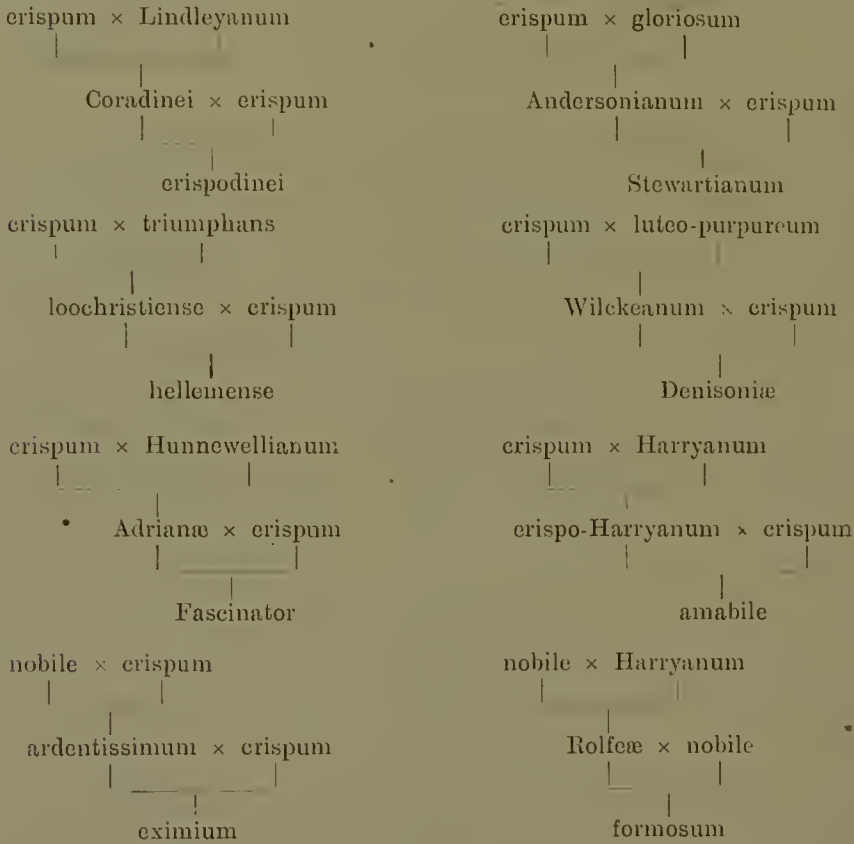 crispum × Lindleyanum
Coradinei × crispum
crispodinei
crispum × gloriosum
Andersonianum × crispum
Stewartianum
crispum × triumphans
loochristiense × crispum
hellemense
crispum × luteo-purpureum
Wilckeanum × crispum
Denisoniæ
crispum × Hunnewellianum
Adrianæ × crispum
Fascinator
crispum × Harryanum
crispo-Harryanum × crispum
amabile
nobile × crispum
ardentissimum × crispum
eximium
nobile × Harryanum
Rolfeæ × nobile
formosum